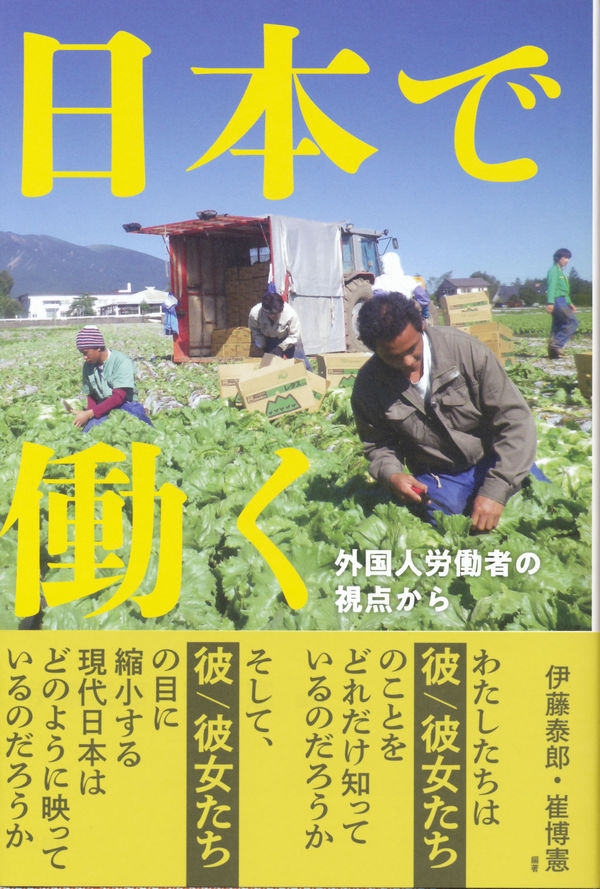 日本で
働く
レタス
外国人労働者の
視点から
伊藤泰郎・崔博憲
編著
わたしたちは
彼/彼女たち
のことを
どれだけ知って
いるのだろうか
そして、
彼/彼女たち
の目に
縮小する
現代日本は
どのように映って
いるのだろうか